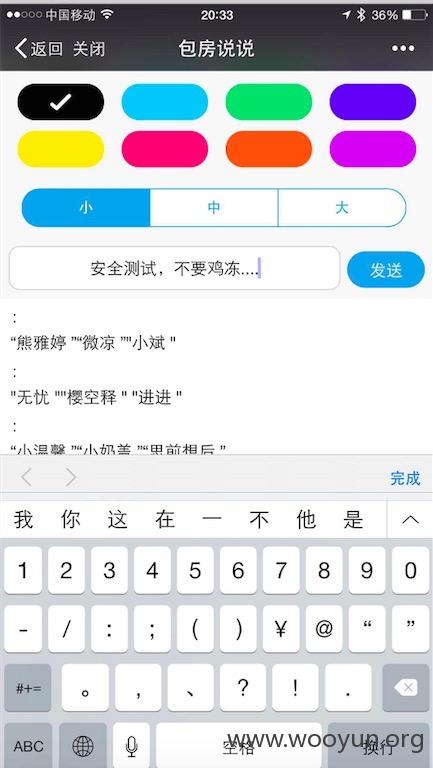 中国移动 20:33 36%
返回 关闭 包房说说
小 中 大
安全测试，不要鸡冻.... 发送
：
“熊雅婷 ”“微凉 ”"小斌 "
：
"无忧 ""樱空释 " "进进 "
：
“小温馨 ”“小奶羊 ”“思前想后 ”
完成
我 你 这 在 一 不 他 是
1 2 3 4 5 6 7 8 9 0
- / : ; ( ) ¥ @ “ ”
#+= 。 , 、 ? ! .
ABC 空格 换行
www.wooyun.org